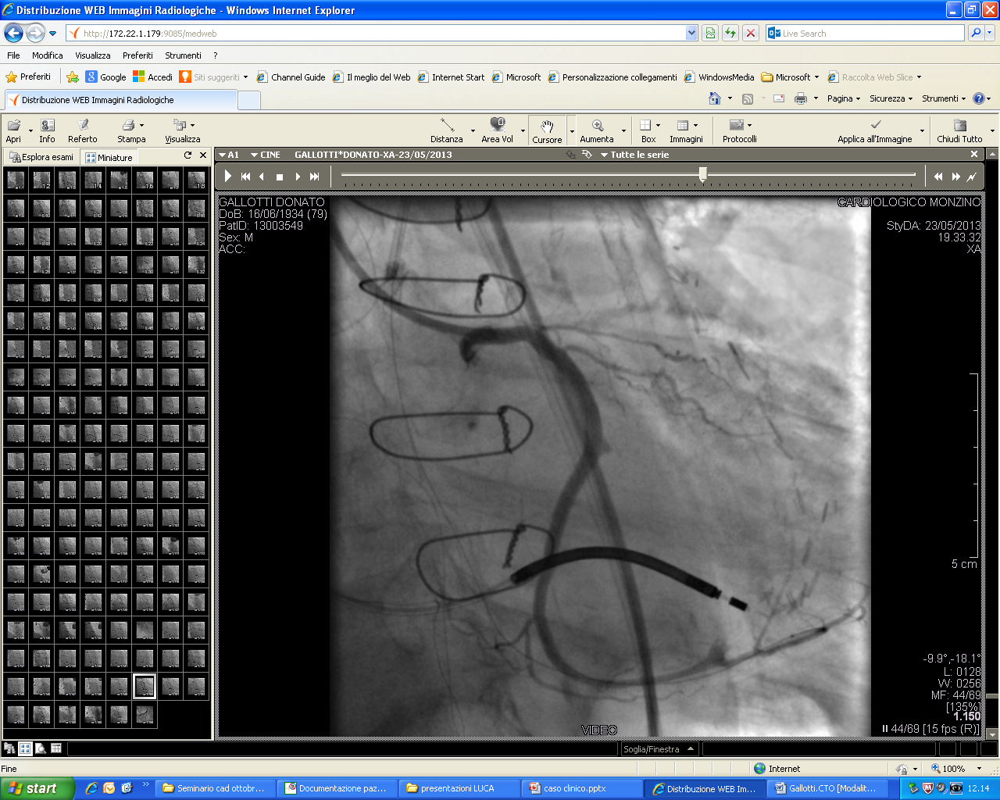 Distribuzione WEB Immagini Radiologiche - Windows Internet Explorer
http://172.22.1.179:9085/medweb
Live Search
File Modifica Visualizza Preferiti Strumenti ?
Preferiti Google Accedi Siti suggeriti Channel Guide Il meglio del Web Internet Start Microsoft Personalizzazione collegamenti WindowsMedia Microsoft Raccolta Web Slice
Distribuzione WEB Immagini Radiologiche
Pagina Sicurezza Strumenti
Apri Info Referto Stampa Visualizza Distanza Area Vol Cursore Aumenta Box Immagini Protocolli Applica all'Immagine Chiudi Tutto
Esplora esami Miniature
A1 CINE GALLOTTI*DONATO-XA-23/05/2013 Tutte le serie
GALLOTTI DONATO
DoB: 16/06/1934 (79)
PatID: 13003549
Sex: M
ACC:
CARDIOLOGICO MONZINO
StyDA: 23/05/2013
19.33.32
XA
5 cm
-9.9°,-18.1°
L: 0128
W: 0256
MF: 44/69
[135%]
1.150
44/69 [15 fps (R)]
VIDEO
Soglia/Finestra
Fine
Internet
100%
start
Seminario cad ottobr...
Documentazione paz...
presentazioni LUCA
caso clinico.pptx
Distribuzione WEB Im...
Gallotti.CTO [Modalit...
12.14